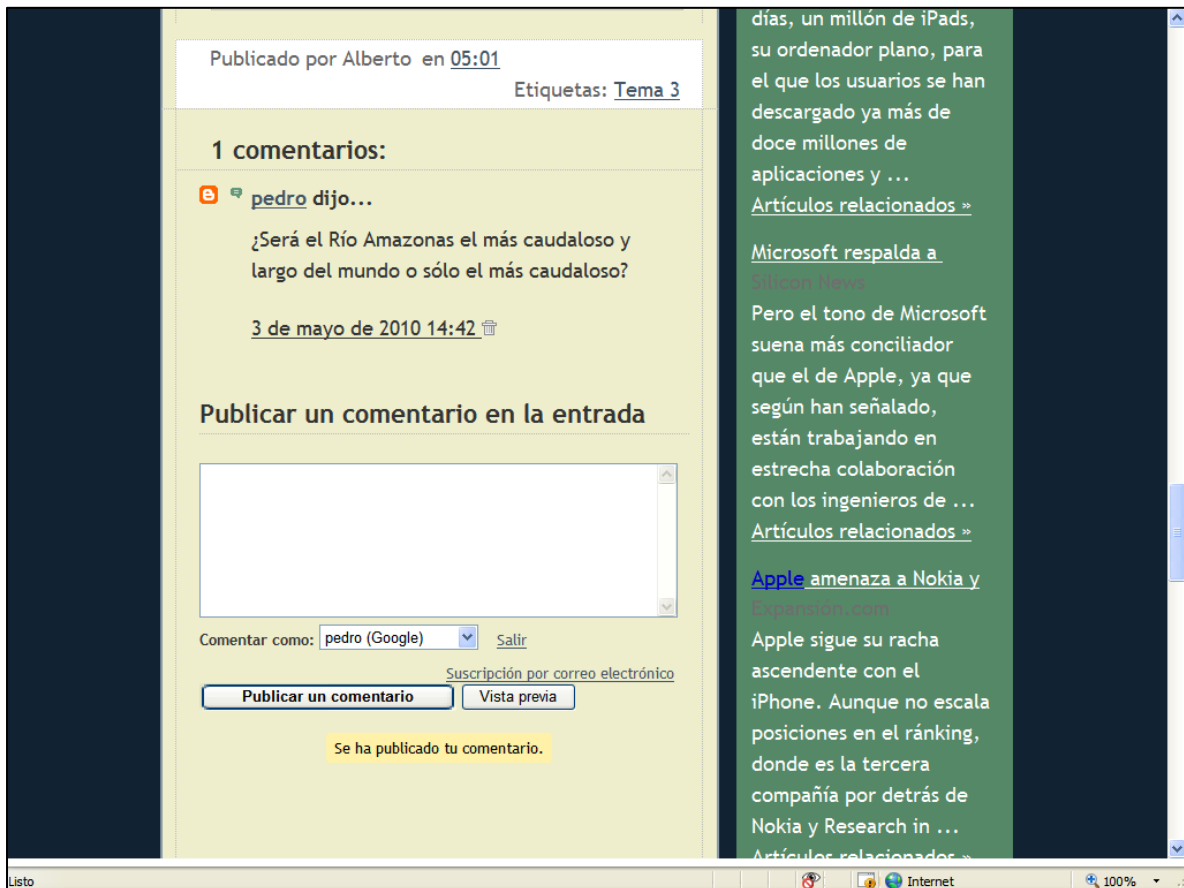 Publicado por Alberto en 05:01
Etiquetas: Tema 3
1 comentarios:
pedro dijo...
¿Será el Río Amazonas el más caudaloso y
largo del mundo o sólo el más caudaloso?
3 de mayo de 2010 14:42
Publicar un comentario en la entrada
Comentar como: pedro (Google) Salir
Suscripción por correo electrónico
Publicar un comentario Vista previa
Se ha publicado tu comentario.
días, un millón de iPads,
su ordenador plano, para
el que los usuarios se han
descargado ya más de
doce millones de
aplicaciones y ...
Artículos relacionados »
Microsoft respalda a
Silicon News
Pero el tono de Microsoft
suena más conciliador
que el de Apple, ya que
según han señalado,
están trabajando en
estrecha colaboración
con los ingenieros de ...
Artículos relacionados »
Apple amenaza a Nokia y
Expansión.com
Apple sigue su racha
ascendente con el
iPhone. Aunque no escala
posiciones en el ránking,
donde es la tercera
compañía por detrás de
Nokia y Research in ...
Artículos relacionados »
Listo
Internet
100%